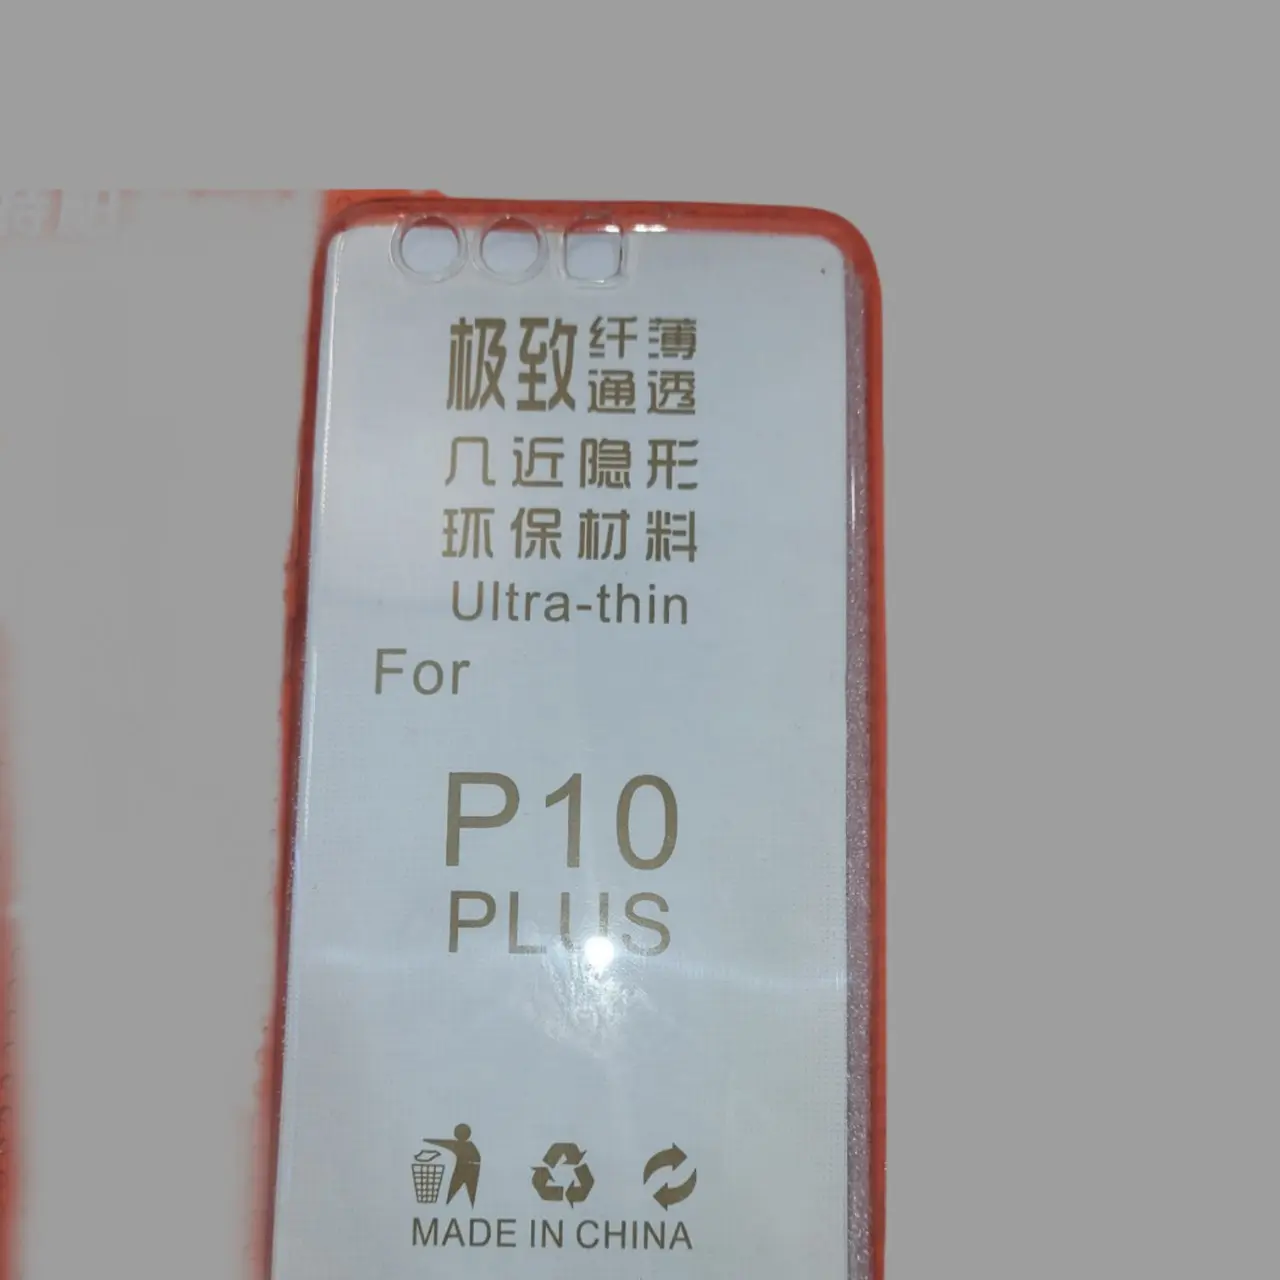 极致纤薄
通透
几近隐形
环保材料
Ultra-thin
For
P10
PLUS
MADE IN CHINA